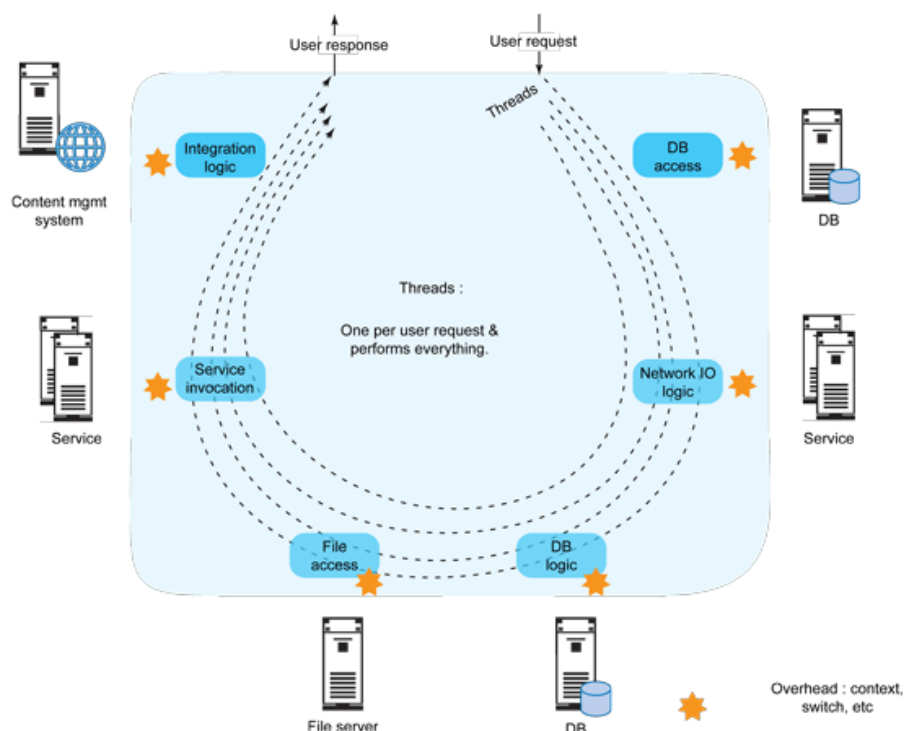 User response
User request
Threads
Integration
logic
DB
access
Content mgmt
system
DB
Threads :
One per user request &
performs everything.
Service
invocation
Network IO
logic
Service
Service
File
access
DB
logic
File server
DB
Overhead : context,
switch, etc